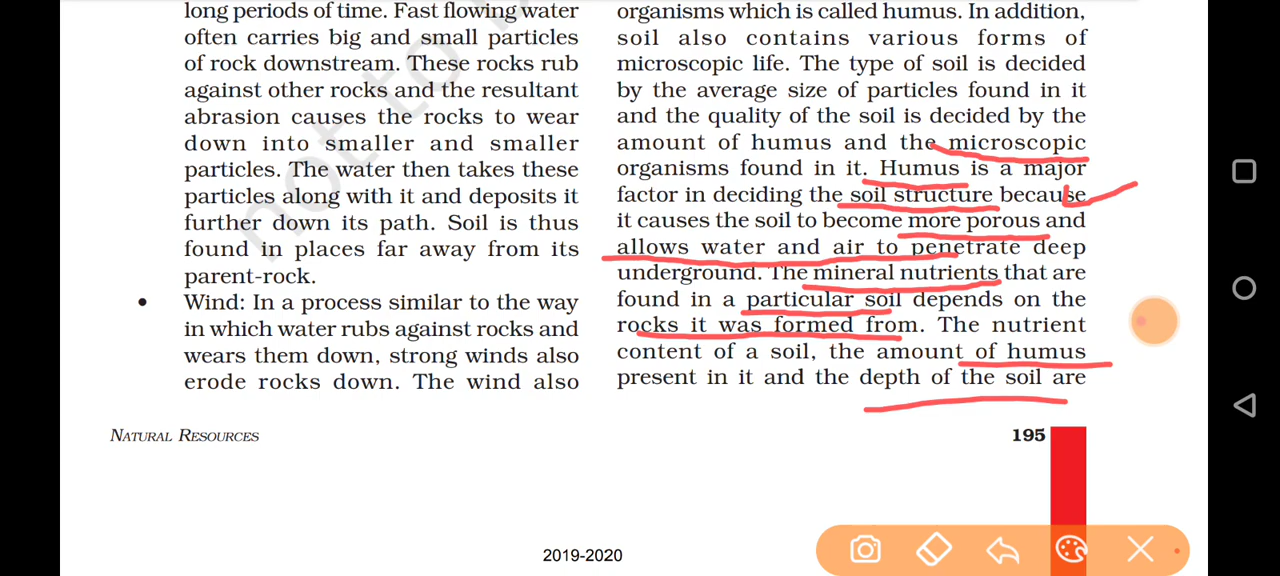 long periods of time. Fast flowing water
often carries big and small particles
of rock downstream. These rocks rub
against other rocks and the resultant
abrasion causes the rocks to wear
down into smaller and smaller
particles. The water then takes these
particles along with it and deposits it
further down its path. Soil is thus
found in places far away from its
parent-rock.
• Wind: In a process similar to the way
in which water rubs against rocks and
wears them down, strong winds also
erode rocks down. The wind also
organisms which is called humus. In addition,
soil also contains various forms of
microscopic life. The type of soil is decided
by the average size of particles found in it
and the quality of the soil is decided by the
amount of humus and the microscopic
organisms found in it. Humus is a major
factor in deciding the soil structure because
it causes the soil to become more porous and
allows water and air to penetrate deep
underground. The mineral nutrients that are
found in a particular soil depends on the
rocks it was formed from. The nutrient
content of a soil, the amount of humus
present in it and the depth of the soil are
NATURAL RESOURCES
195
2019-2020
not to b